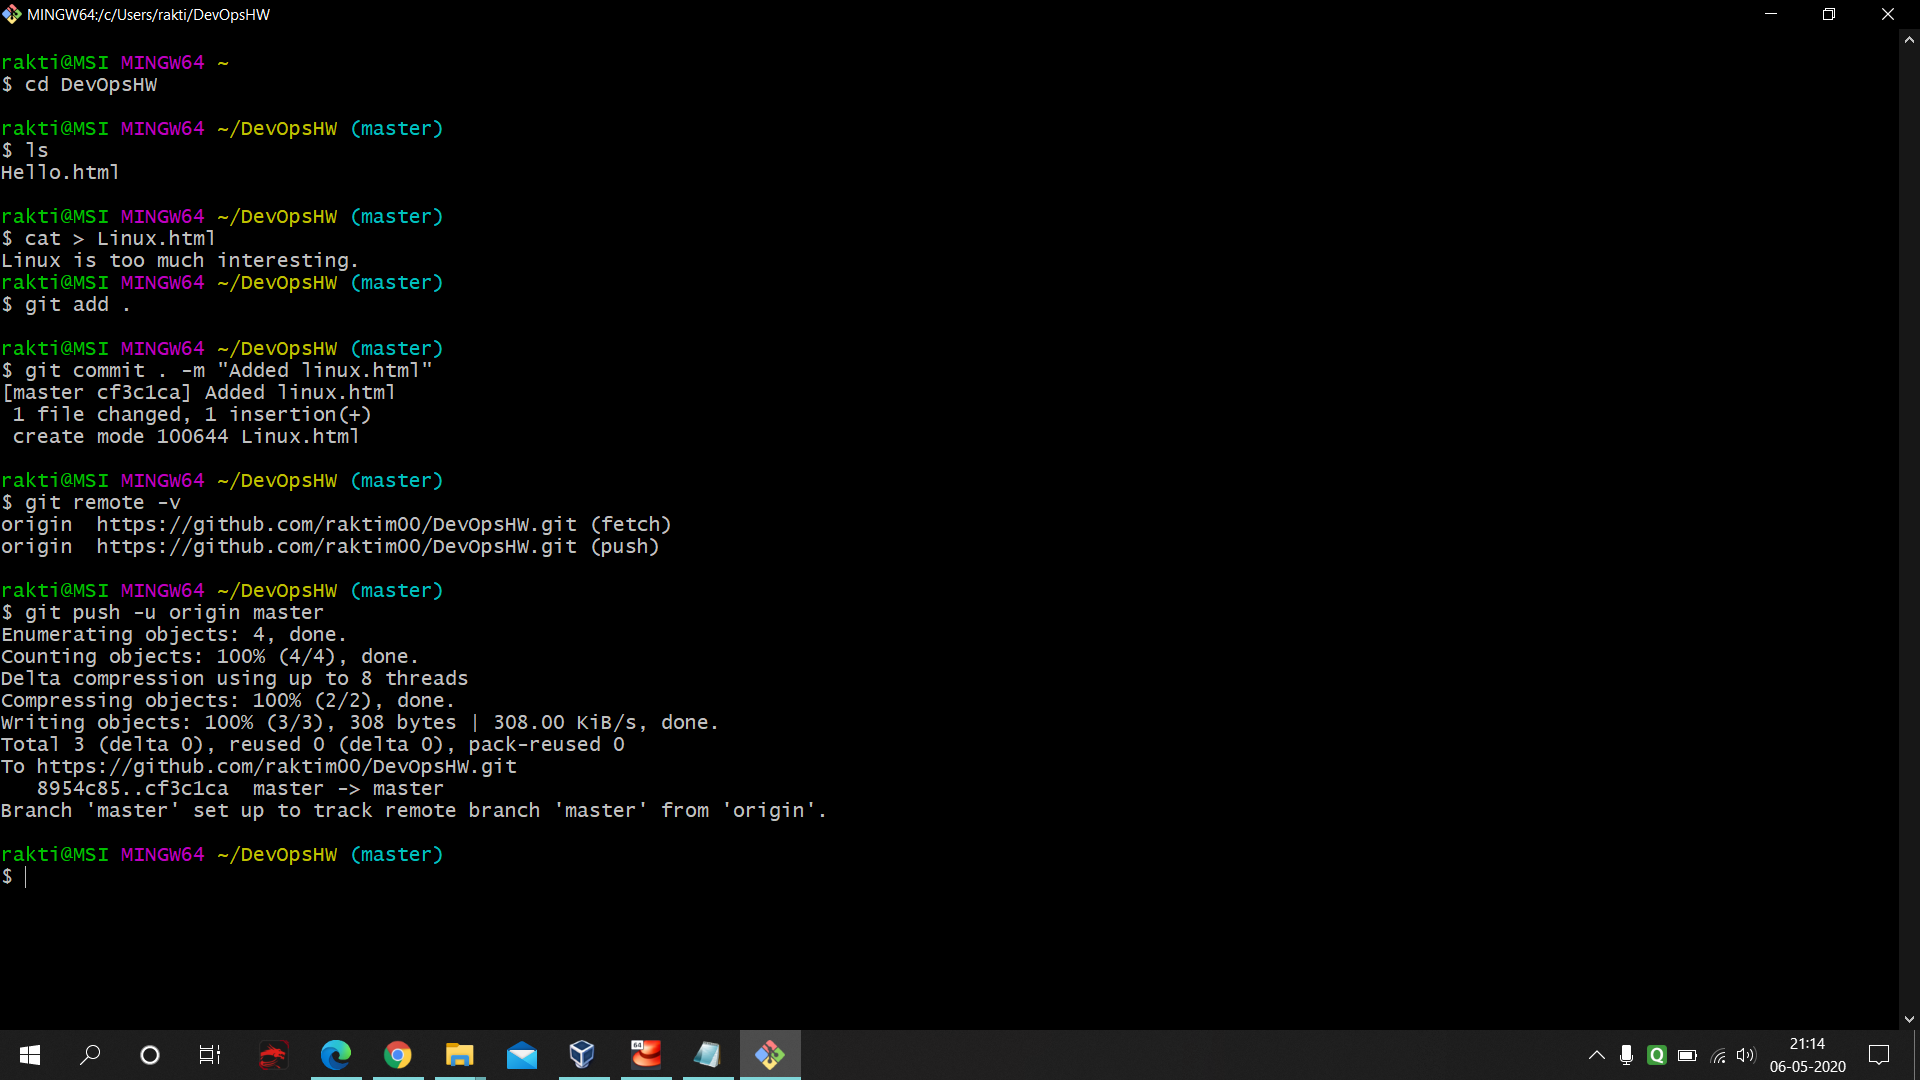 MINGW64:/c/Users/rakti/DevOpsHW
rakti@MSI MINGW64 ~
$ cd DevOpsHW
rakti@MSI MINGW64 ~/DevOpsHW (master)
$ ls
Hello.html
rakti@MSI MINGW64 ~/DevOpsHW (master)
$ cat > Linux.html
Linux is too much interesting.
rakti@MSI MINGW64 ~/DevOpsHW (master)
$ git add .
rakti@MSI MINGW64 ~/DevOpsHW (master)
$ git commit . -m "Added linux.html"
[master cf3c1ca] Added linux.html
1 file changed, 1 insertion(+)
create mode 100644 Linux.html
rakti@MSI MINGW64 ~/DevOpsHW (master)
$ git remote -v
origin  https://github.com/raktim00/DevOpsHW.git (fetch)
origin  https://github.com/raktim00/DevOpsHW.git (push)
rakti@MSI MINGW64 ~/DevOpsHW (master)
$ git push -u origin master
Enumerating objects: 4, done.
Counting objects: 100% (4/4), done.
Delta compression using up to 8 threads
Compressing objects: 100% (2/2), done.
Writing objects: 100% (3/3), 308 bytes | 308.00 KiB/s, done.
Total 3 (delta 0), reused 0 (delta 0), pack-reused 0
To https://github.com/raktim00/DevOpsHW.git
8954c85..cf3c1ca  master -> master
Branch 'master' set up to track remote branch 'master' from 'origin'.
rakti@MSI MINGW64 ~/DevOpsHW (master)
$
64
Q
21:14
06-05-2020